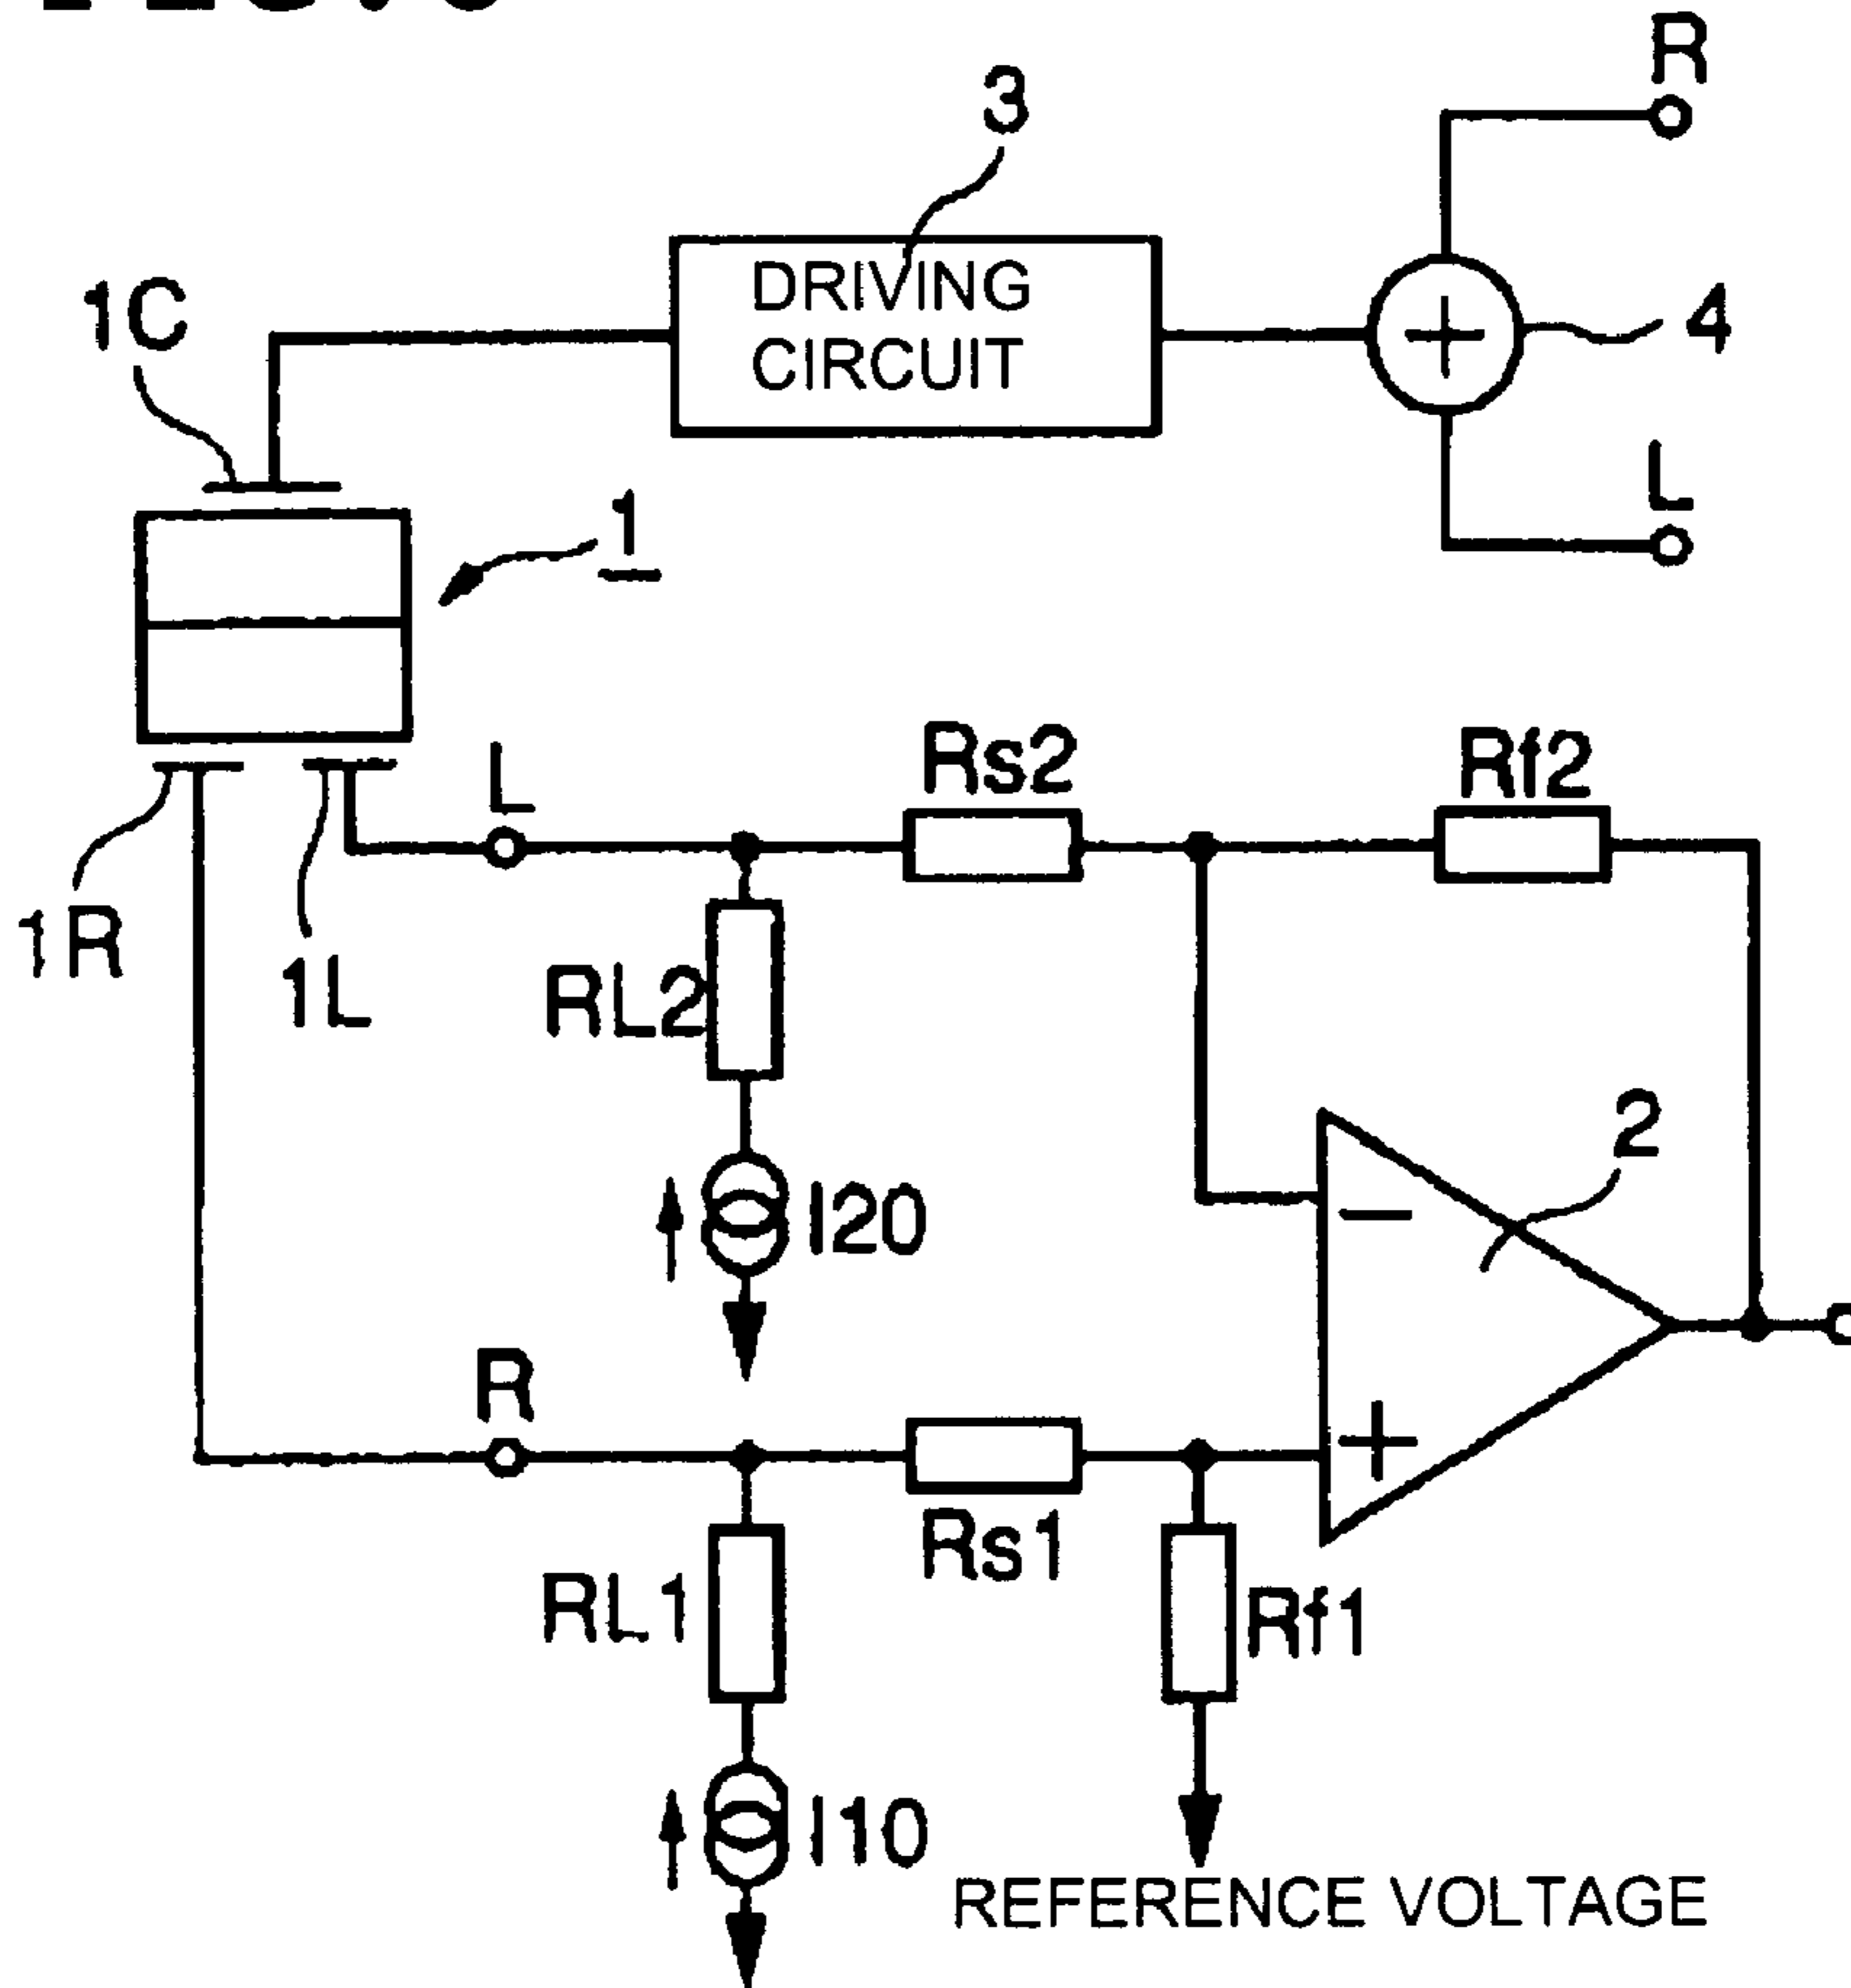 R
3
DRIVING
CIRCUIT
1C
4
L
1
L
Rs2
Rf2
1R
1L
RL2
2
I20
R
Rs1
RL1
Rf1
I10
REFERENCE VOLTAGE